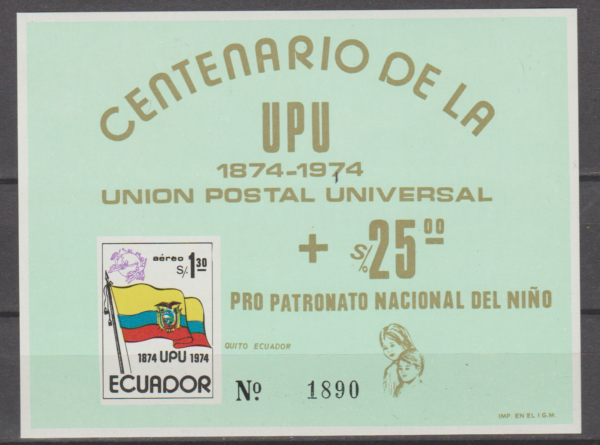 CENTENARIO DE LA
UPU
1874-1974
UNION POSTAL UNIVERSAL
+ S/. 25 00
PRO PATRONATO NACIONAL DEL NIÑO
aéreo
S/. 1 30
1874 UPU 1974
ECUADOR
QUITO ECUADOR
Nº 1890
IMP. EN EL I.G.M.